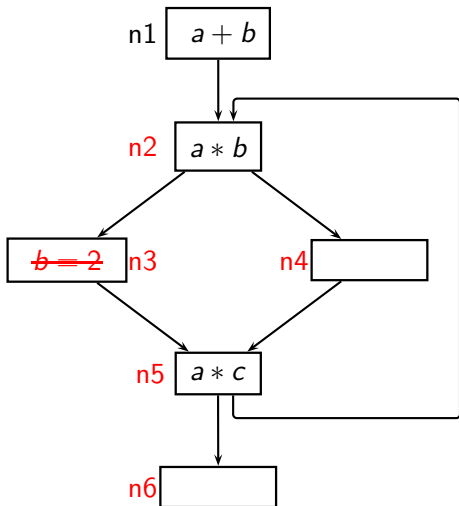 n1 a + b
n2 a ∗ b
b = 2 n3
n4
n5 a ∗ c
n6